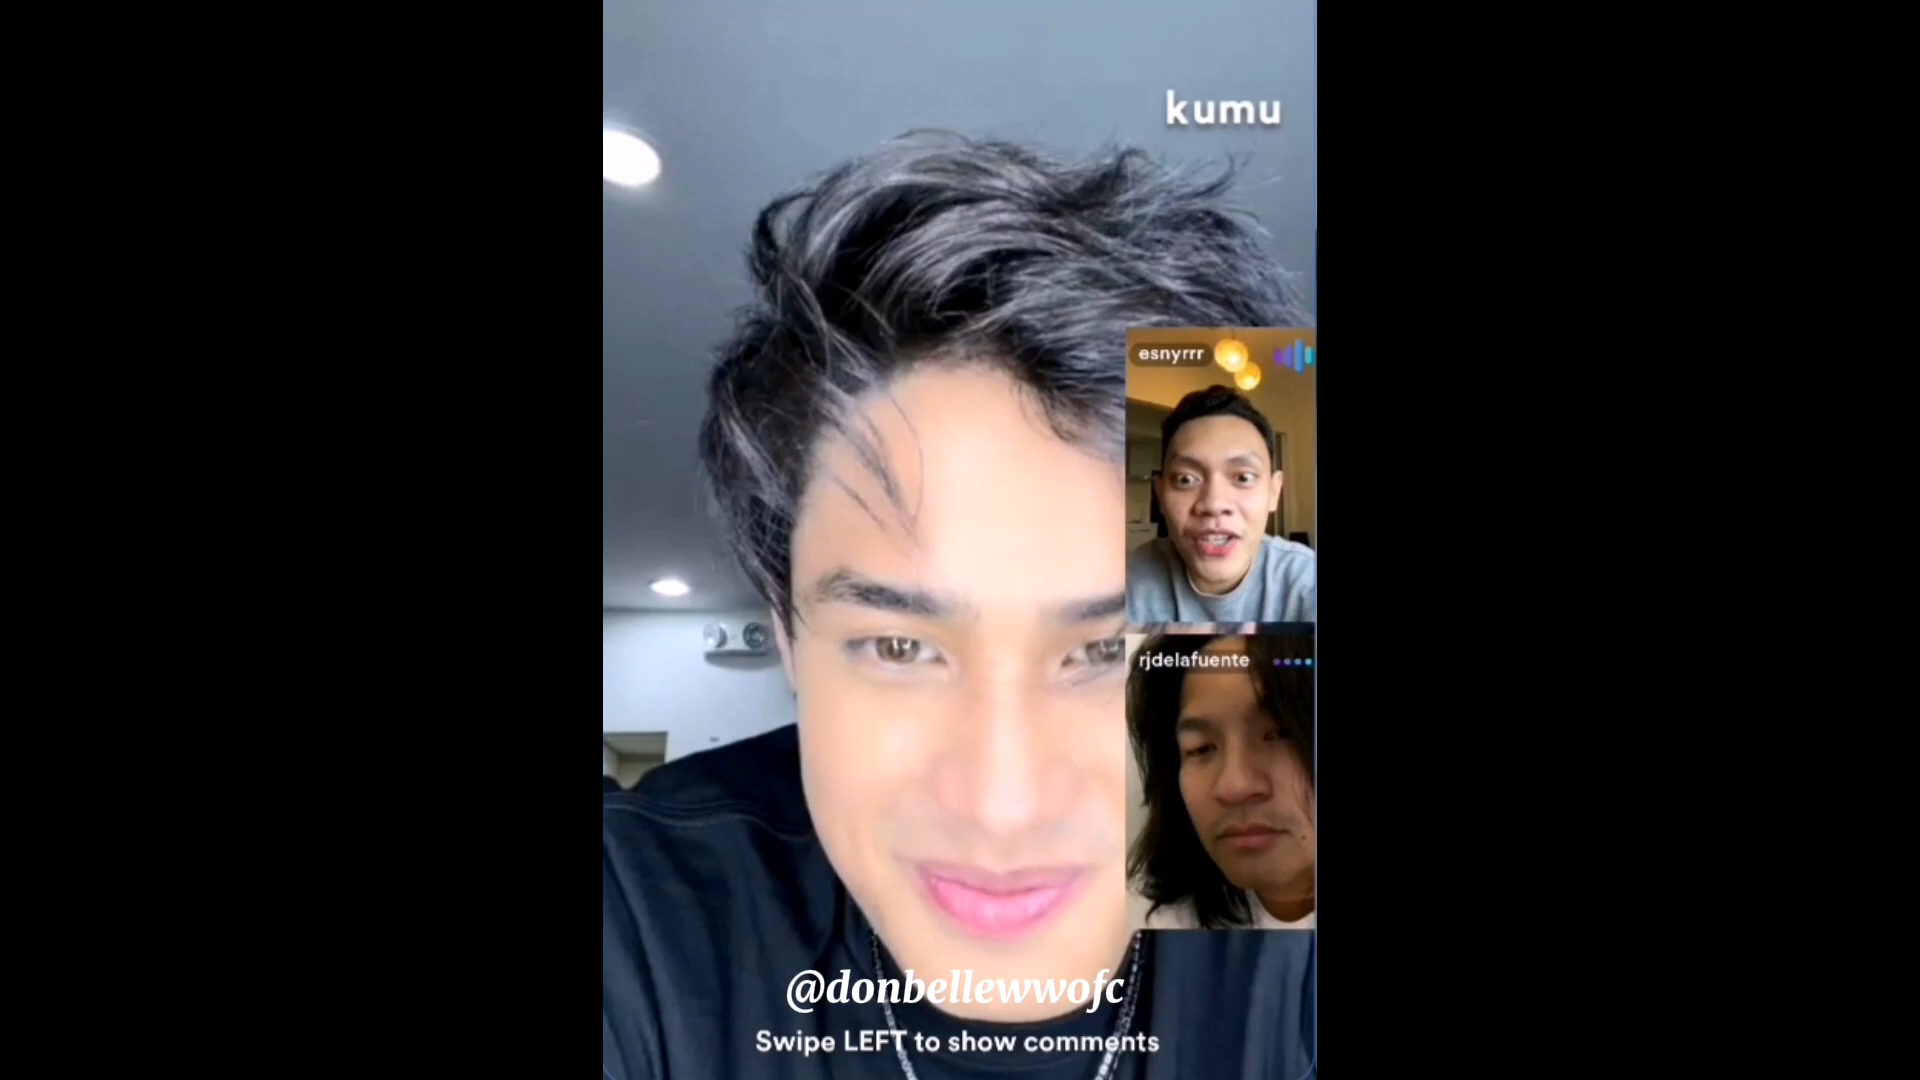 kumu
esnyrrr
rjdelafuente
@donbellewwofc
Swipe LEFT to show comments